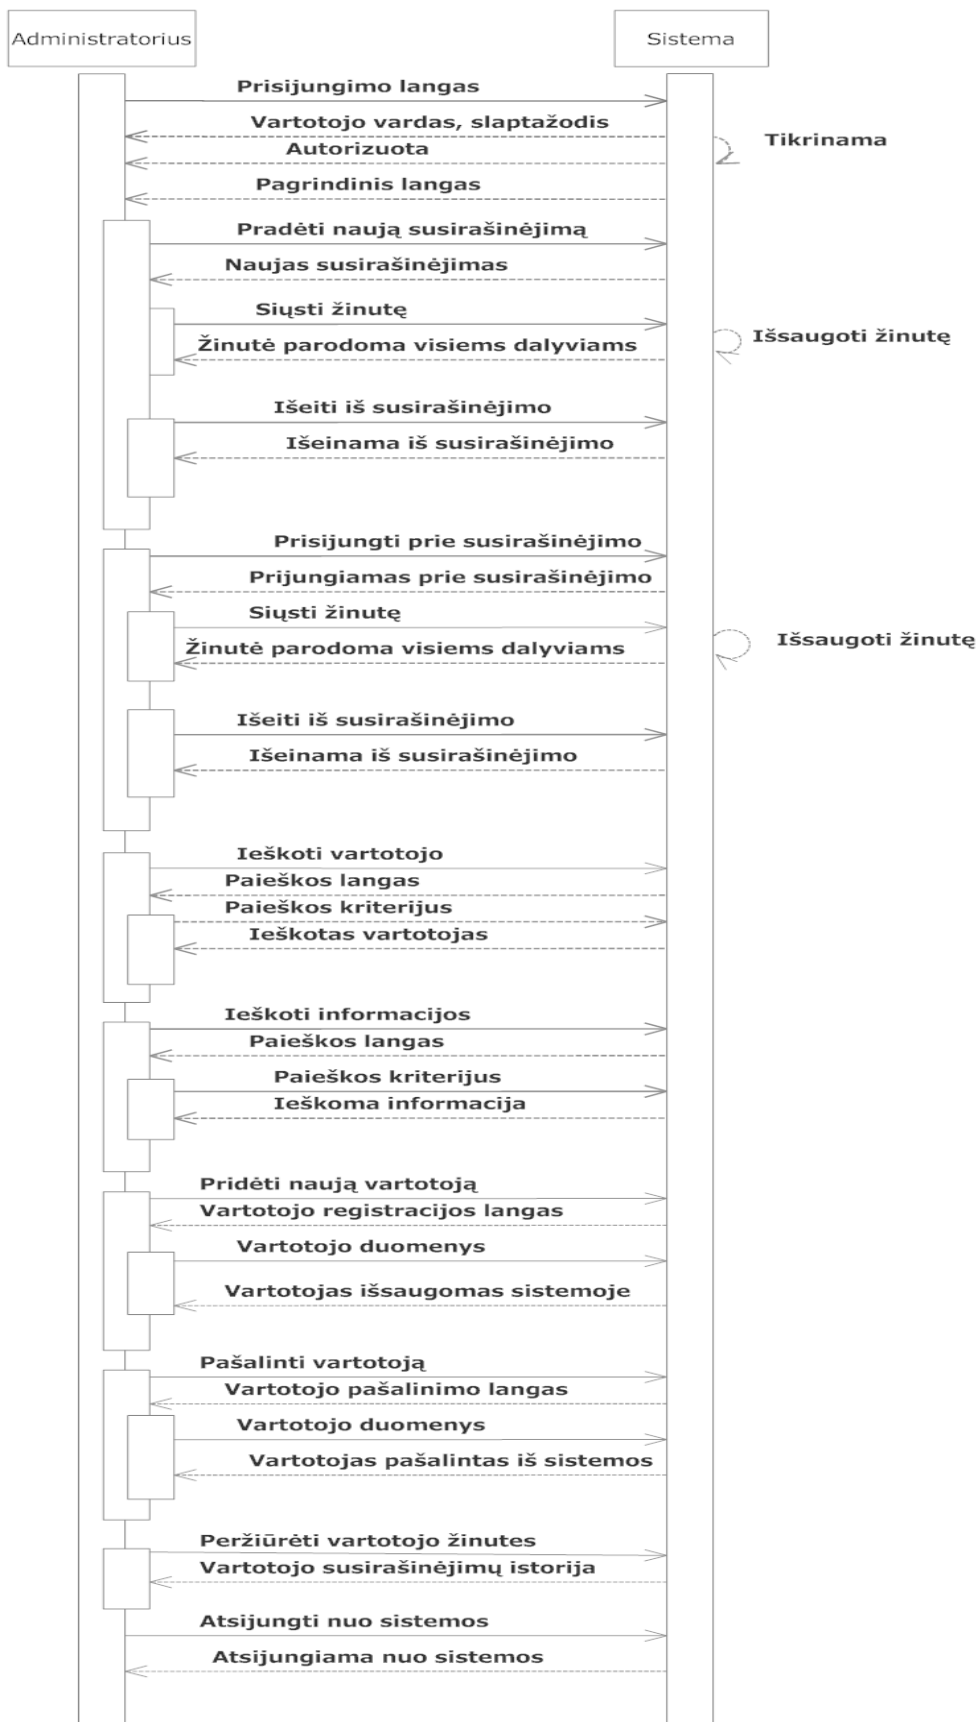 Administratorius
Sistema
Prisijungimo langas
Vartotojo vardas, slaptažodis
Tikrinama
Autorizuota
Pagrindinis langas
Pradėti naują susirašinėjimą
Naujas susirašinėjimas
Siųsti žinutę
Išsaugoti žinutę
Žinutė parodoma visiems dalyviams
Išeiti iš susirašinėjimo
Išeinama iš susirašinėjimo
Prisijungti prie susirašinėjimo
Prijungiamas prie susirašinėjimo
Siųsti žinutę
Išsaugoti žinutę
Žinutė parodoma visiems dalyviams
Išeiti iš susirašinėjimo
Išeinama iš susirašinėjimo
Ieškoti vartotojo
Paieškos langas
Paieškos kriterijus
Ieškotas vartotojas
Ieškoti informacijos
Paieškos langas
Paieškos kriterijus
Ieškoma informacija
Pridėti naują vartotoją
Vartotojo registracijos langas
Vartotojo duomenys
Vartotojas išsaugomas sistemoje
Pašalinti vartotoją
Vartotojo pašalinimo langas
Vartotojo duomenys
Vartotojas pašalintas iš sistemos
Peržiūrėti vartotojo žinutes
Vartotojo susirašinėjimų istorija
Atsijungti nuo sistemos
Atsijungiama nuo sistemos